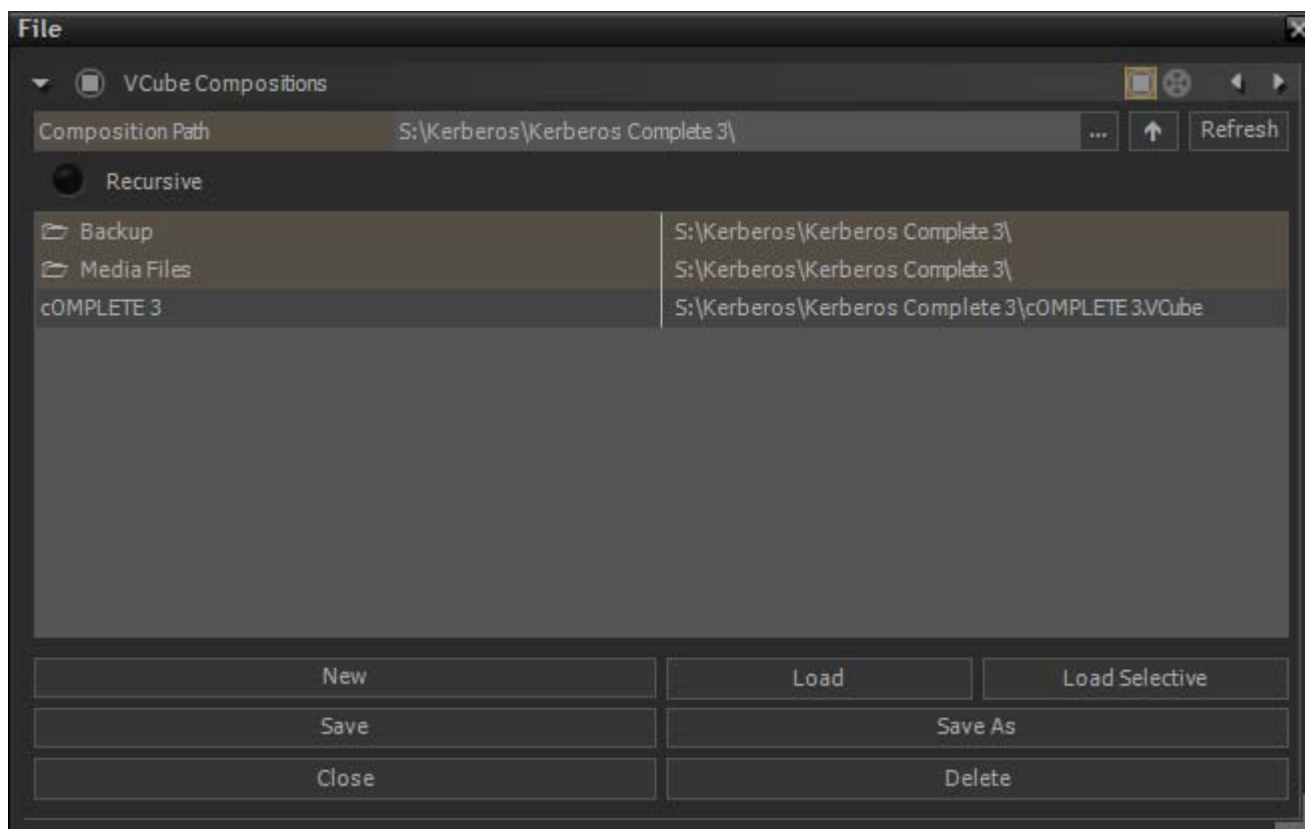 File
VCube Compositions
Composition Path S:\Kerberos\Kerberos Complete 3\ ... Refresh
Recursive
Backup S:\Kerberos\Kerberos Complete 3\
Media Files S:\Kerberos\Kerberos Complete 3\
cOMPLETE 3 S:\Kerberos\Kerberos Complete 3\cOMPLETE 3.VCube
New Load Load Selective
Save Save As
Close Delete